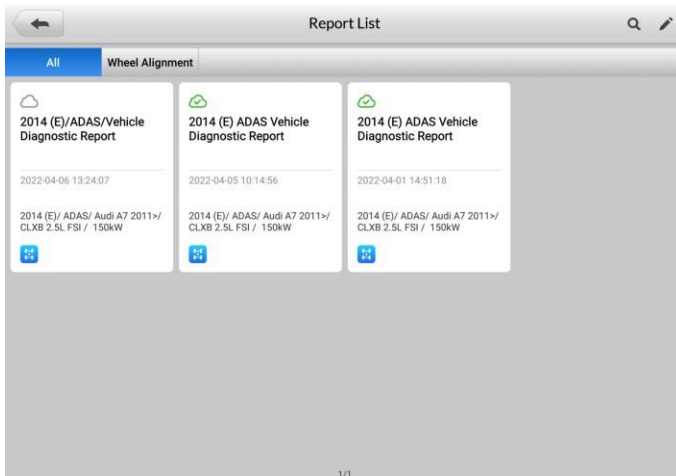 Report List
All
Wheel Alignment
2014 (E)/ADAS/Vehicle
Diagnostic Report
2022-04-06 13:24:07
2014 (E)/ ADAS/ Audi A7 2011>/
CLXB 2.5L FSI / 150kW
2014 (E) ADAS Vehicle
Diagnostic Report
2022-04-05 10:14:56
2014 (E)/ ADAS/ Audi A7 2011>/
CLXB 2.5L FSI / 150kW
2014 (E) ADAS Vehicle
Diagnostic Report
2022-04-01 14:51:18
2014 (E)/ ADAS/ Audi A7 2011>/
CLXB 2.5L FSI / 150kW
1/1